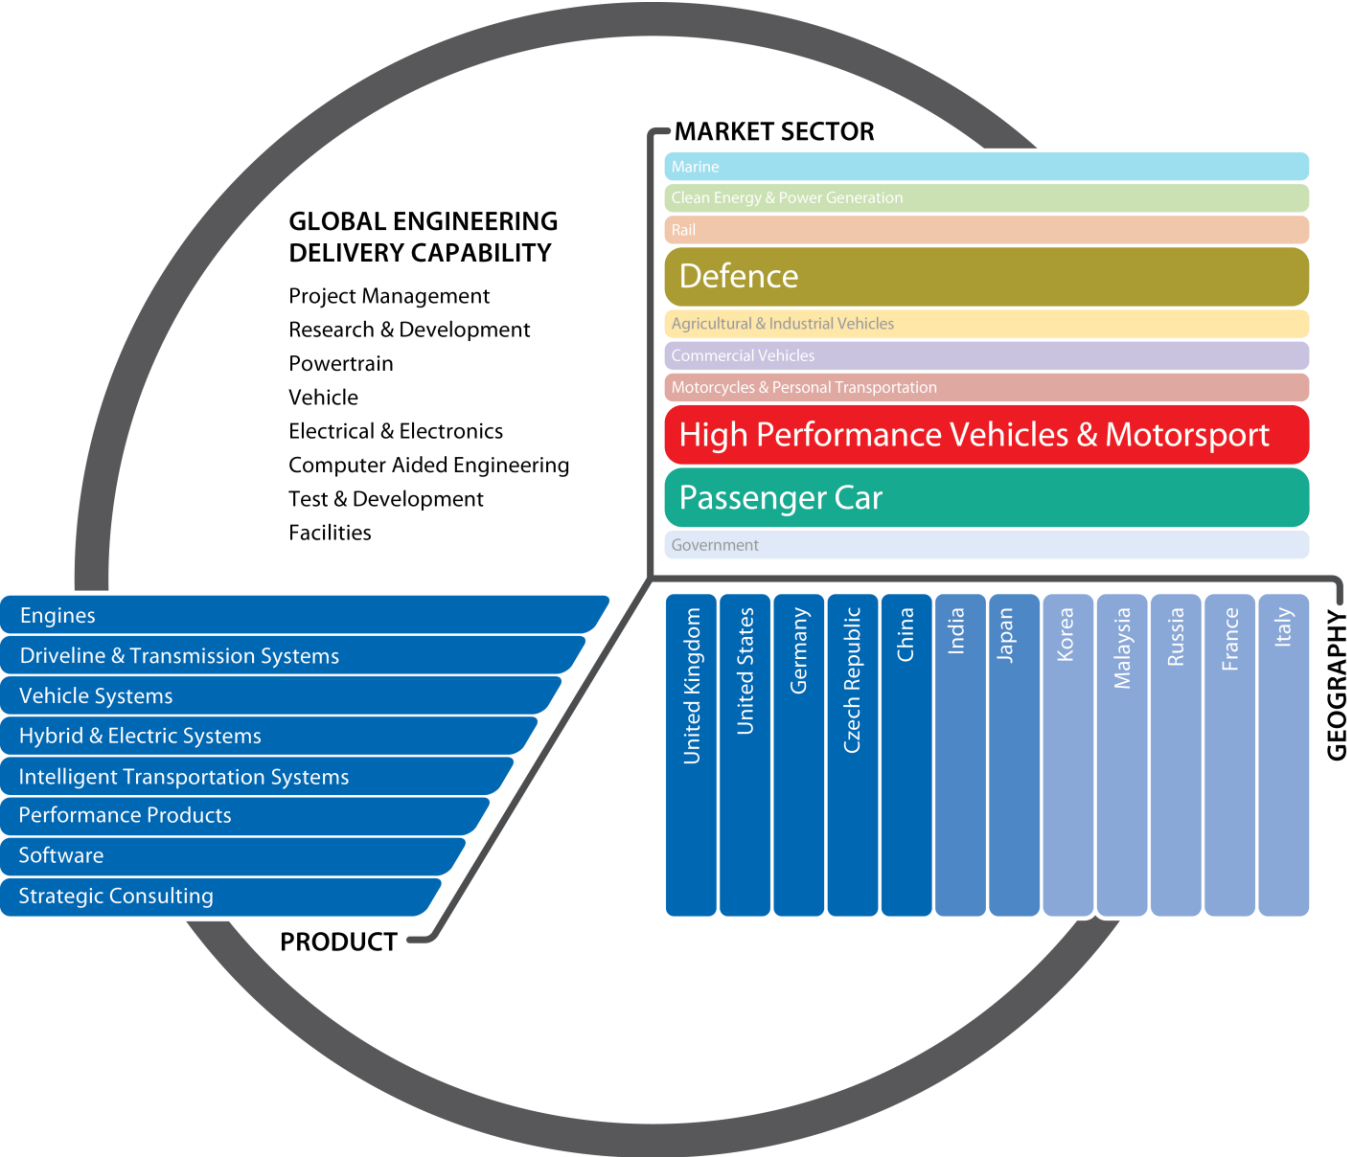 MARKET SECTOR
Marine
Clean Energy & Power Generation
Rail
Defence
Agricultural & Industrial Vehicles
Commercial Vehicles
Motorcycles & Personal Transportation
High Performance Vehicles & Motorsport
Passenger Car
Government
GLOBAL ENGINEERING
DELIVERY CAPABILITY
Project Management
Research & Development
Powertrain
Vehicle
Electrical & Electronics
Computer Aided Engineering
Test & Development
Facilities
Engines
Driveline & Transmission Systems
Vehicle Systems
Hybrid & Electric Systems
Intelligent Transportation Systems
Performance Products
Software
Strategic Consulting
PRODUCT
United Kingdom
United States
Germany
Czech Republic
China
India
Japan
Korea
Malaysia
Russia
France
Italy
GEOGRAPHY